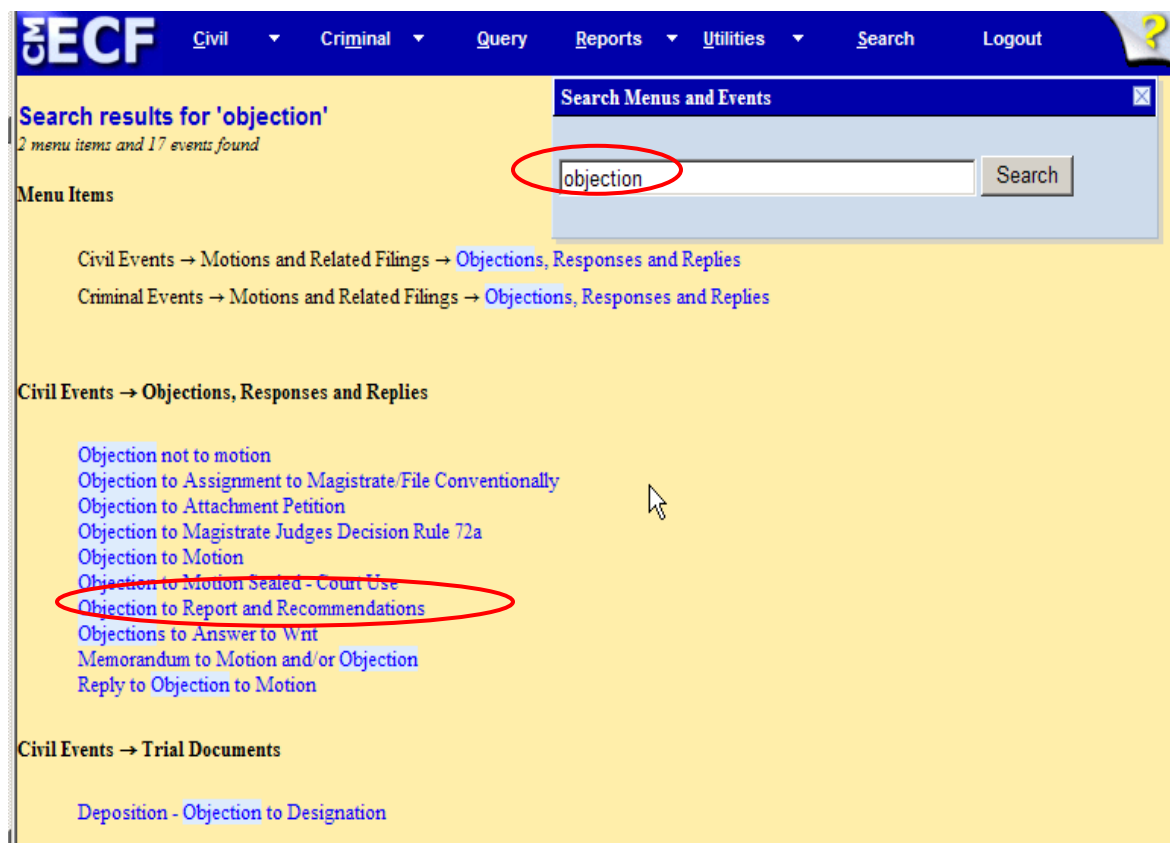 CM ECF Civil Criminal Query Reports Utilities Search Logout ?
Search Menus and Events
Search results for 'objection'
2 menu items and 17 events found
objection Search
Menu Items
Civil Events → Motions and Related Filings → Objections, Responses and Replies
Criminal Events → Motions and Related Filings → Objections, Responses and Replies
Civil Events → Objections, Responses and Replies
Objection not to motion
Objection to Assignment to Magistrate/File Conventionally
Objection to Attachment Petition
Objection to Magistrate Judges Decision Rule 72a
Objection to Motion
Objection to Motion Sealed - Court Use
Objection to Report and Recommendations
Objections to Answer to Writ
Memorandum to Motion and/or Objection
Reply to Objection to Motion
Civil Events → Trial Documents
Deposition - Objection to Designation